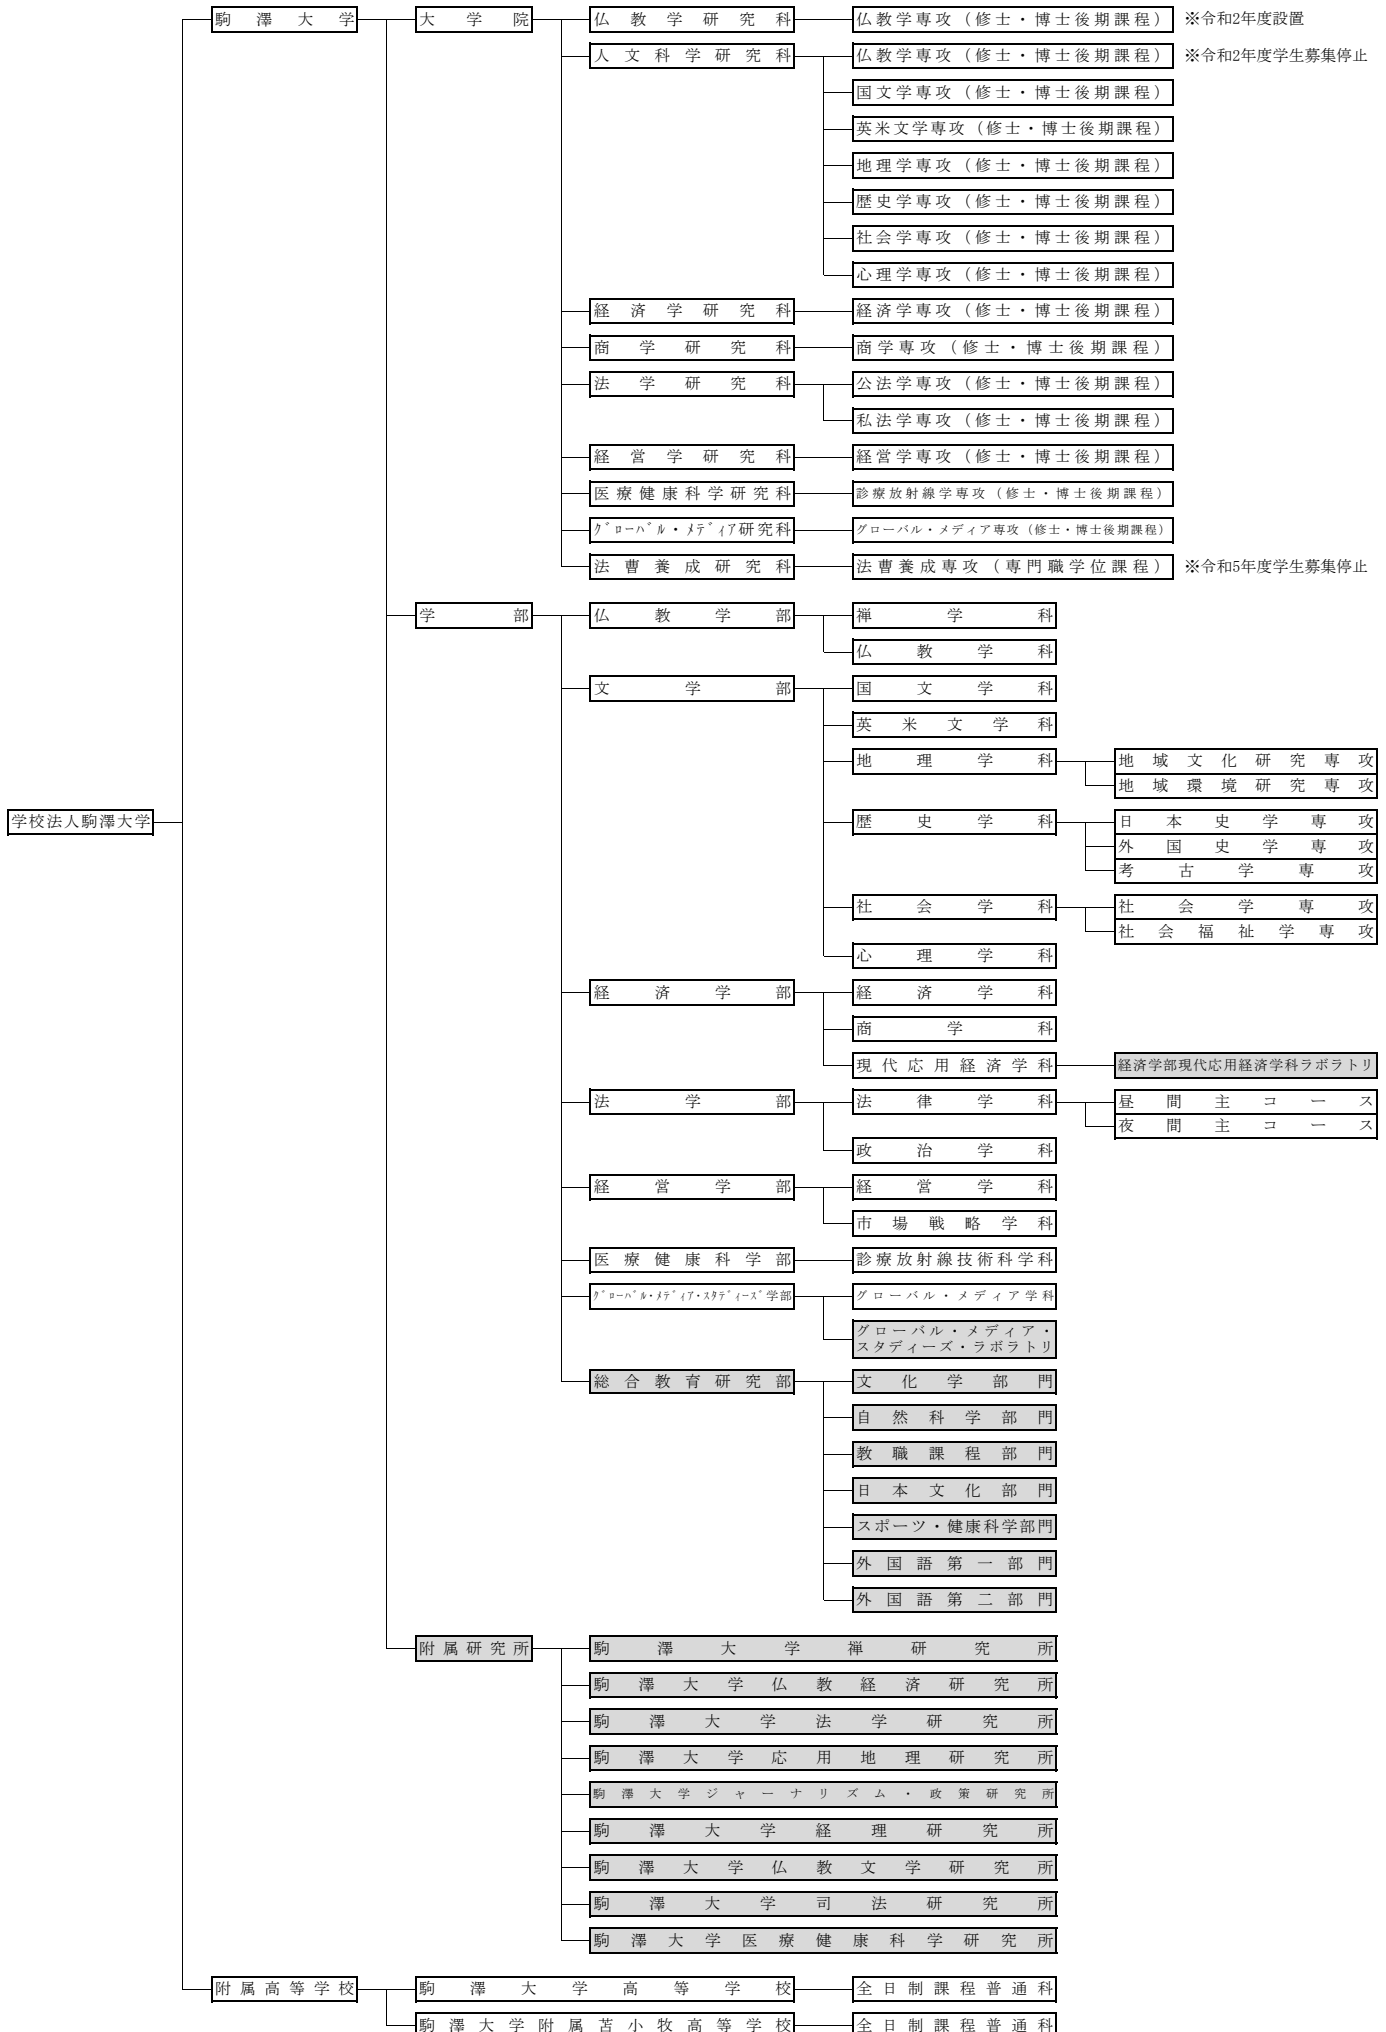 駒澤大学
大学院
仏教学研究科
仏教学専攻（修士・博士後期課程）
※令和2年度設置
人文科学研究科
仏教学専攻（修士・博士後期課程）
※令和2年度学生募集停止
国文学専攻（修士・博士後期課程）
英米文学専攻（修士・博士後期課程）
地理学専攻（修士・博士後期課程）
歴史学専攻（修士・博士後期課程）
社会学専攻（修士・博士後期課程）
心理学専攻（修士・博士後期課程）
経済学研究科
経済学専攻（修士・博士後期課程）
商学研究科
商学専攻（修士・博士後期課程）
法学研究科
公法学専攻（修士・博士後期課程）
私法学専攻（修士・博士後期課程）
経営学研究科
経営学専攻（修士・博士後期課程）
医療健康科学研究科
診療放射線学専攻（修士・博士後期課程）
ｸﾞﾛｰﾊﾞﾙ・ﾒﾃﾞｨｱ研究科
グローバル・メディア専攻（修士・博士後期課程）
法曹養成研究科
法曹養成専攻（専門職学位課程）
※令和5年度学生募集停止
学部
仏教学部
禅学科
仏教学科
文学部
国文学科
英米文学科
地理学科
地域文化研究専攻
地域環境研究専攻
学校法人駒澤大学
歴史学科
日本史学専攻
外国史学専攻
考古学専攻
社会学科
社会学専攻
社会福祉学専攻
心理学科
経済学部
経済学科
商学科
現代応用経済学科
経済学部現代応用経済学科ラボラトリ
法学部
法律学科
昼間主コース
夜間主コース
政治学科
経営学部
経営学科
市場戦略学科
医療健康科学部
診療放射線技術科学科
ｸﾞﾛｰﾊﾞﾙ・ﾒﾃﾞｨｱ・ｽﾀﾃﾞｨｰｽﾞ学部
グローバル・メディア学科
グローバル・メディア・
スタディーズ・ラボラトリ
総合教育研究部
文化学部門
自然科学部門
教職課程部門
日本文化部門
スポーツ・健康科学部門
外国語第一部門
外国語第二部門
附属研究所
駒澤大学禅研究所
駒澤大学仏教経済研究所
駒澤大学法学研究所
駒澤大学応用地理研究所
駒澤大学ジャーナリズム・政策研究所
駒澤大学経理研究所
駒澤大学仏教文学研究所
駒澤大学司法研究所
駒澤大学医療健康科学研究所
附属高等学校
駒澤大学高等学校
全日制課程普通科
駒澤大学附属苫小牧高等学校
全日制課程普通科